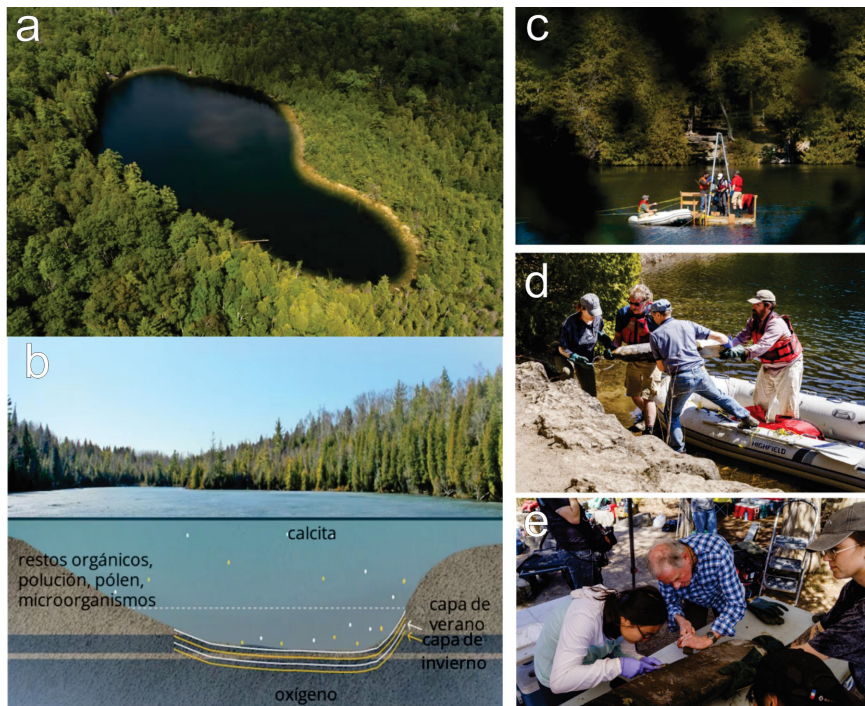 a
b
calcita
restos orgánicos,
polución, pólen,
microorganismos
capa de
verano
capa de
invierno
oxígeno
c
d
HIGHFIELD
e